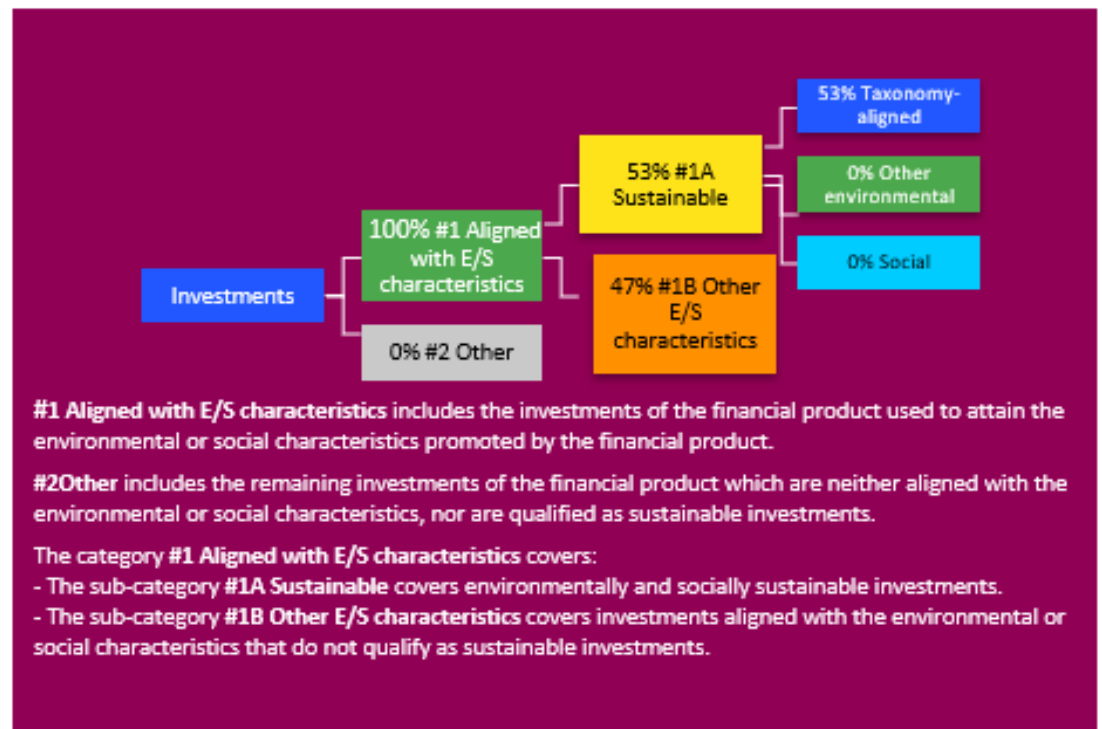 53% Taxonomy-
aligned
53% #1A
Sustainable
0% Other
environmental
100% #1 Aligned
with E/S
characteristics
0% Social
Investments
47% #1B Other
E/S
characteristics
0% #2 Other
#1 Aligned with E/S characteristics includes the investments of the financial product used to attain the
environmental or social characteristics promoted by the financial product.
#2Other includes the remaining investments of the financial product which are neither aligned with the
environmental or social characteristics, nor are qualified as sustainable investments.
The category #1 Aligned with E/S characteristics covers:
- The sub-category #1A Sustainable covers environmentally and socially sustainable investments.
- The sub-category #1B Other E/S characteristics covers investments aligned with the environmental or
social characteristics that do not qualify as sustainable investments.